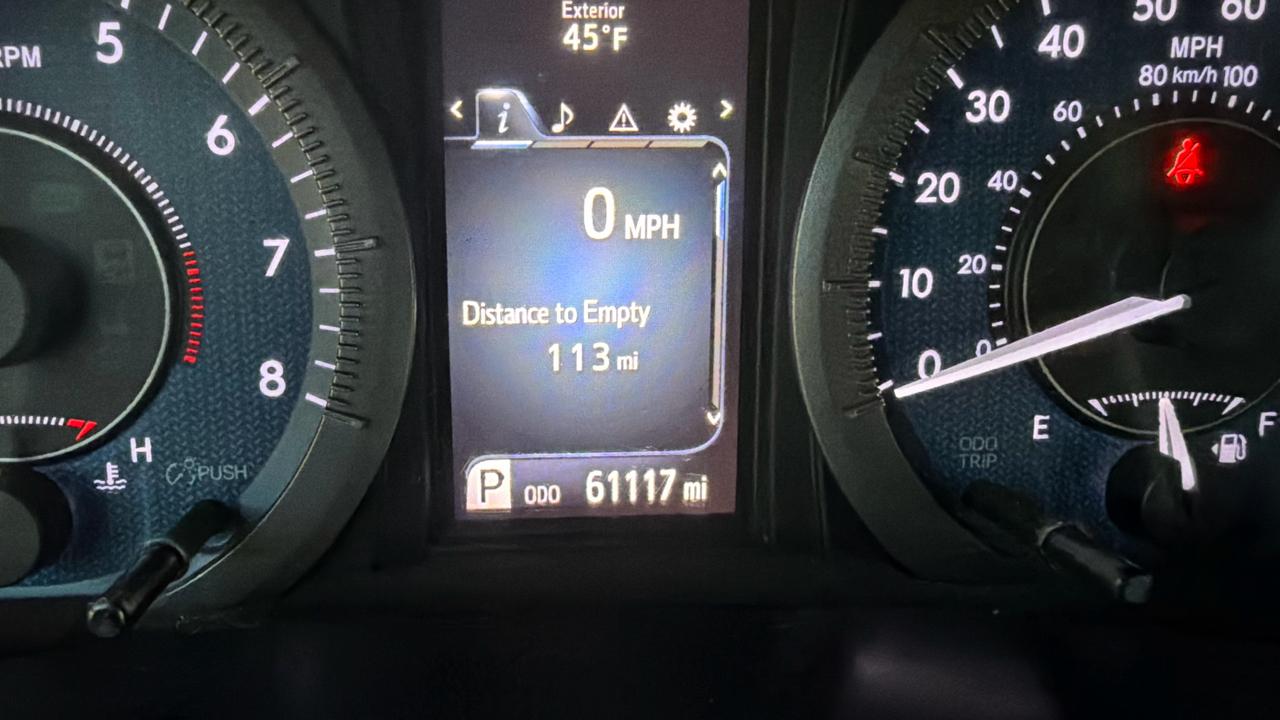 Exterior
45°F
i
0 MPH
Distance to Empty
113 mi
P ODO 61117 mi
RPM
5
6
7
8
H
PUSH
50 60
MPH
40
80 km/h 100
30
60
20
40
10
20
0
0
E
F
ODO
TRIP